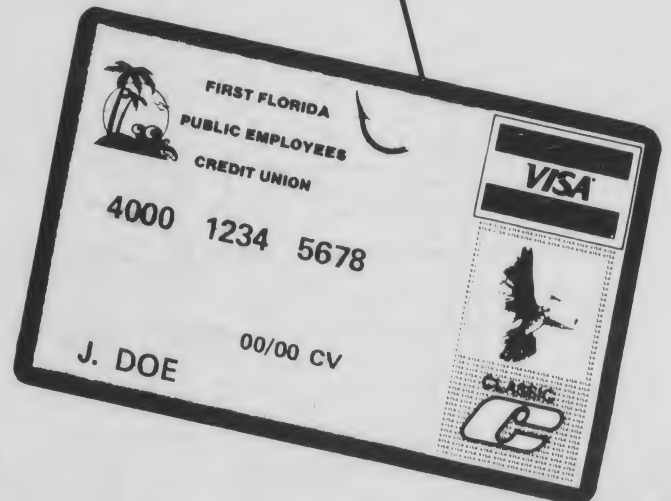 FIRST FLORIDA
PUBLIC EMPLOYEES
CREDIT UNION
VISA
4000 1234 5678
00/00 CV
J. DOE
CLASSIC